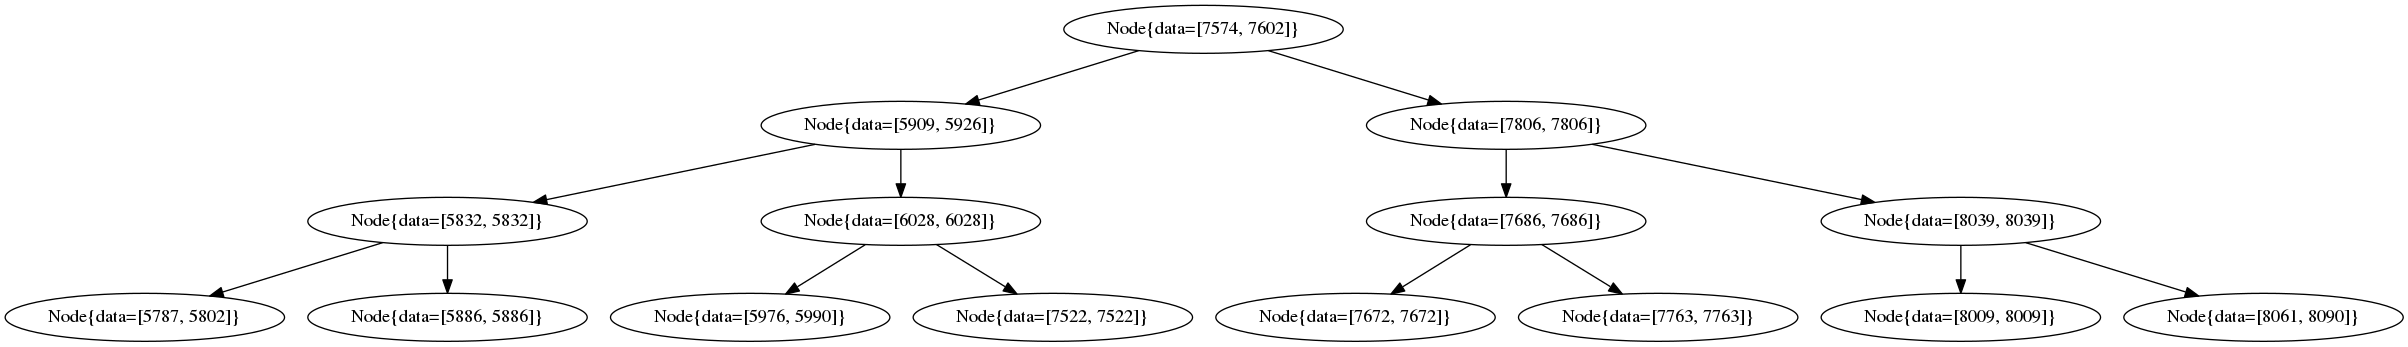 Node{data=[7574, 7602]}
Node{data=[5909, 5926]}
Node{data=[7806, 7806]}
Node{data=[5832, 5832]}
Node{data=[6028, 6028]}
Node{data=[7686, 7686]}
Node{data=[8039, 8039]}
Node{data=[5787, 5802]}
Node{data=[5886, 5886]}
Node{data=[5976, 5990]}
Node{data=[7522, 7522]}
Node{data=[7672, 7672]}
Node{data=[7763, 7763]}
Node{data=[8009, 8009]}
Node{data=[8061, 8090]}